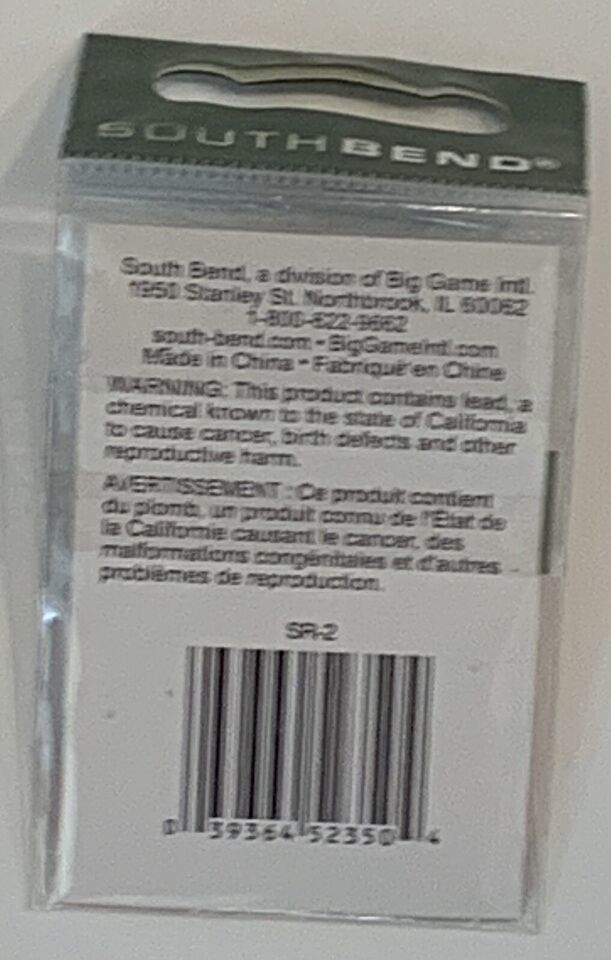 SOUTH BEND®
South Bend, a division of Big Game Intl.
1950 Stanley St. Northbrook, IL 60062
1-800-622-9662
south-bend.com • BigGameIntl.com
Made in China • Fabriqué en Chine
WARNING: This product contains lead, a
chemical known to the state of California
to cause cancer, birth defects and other
reproductive harm.
AVERTISSEMENT : Ce produit contient
du plomb, un produit connu de l'État de
la Californie causant le cancer, des
malformations congénitales et d'autres
problèmes de reproduction.
SR-2
0 39364 52350 4